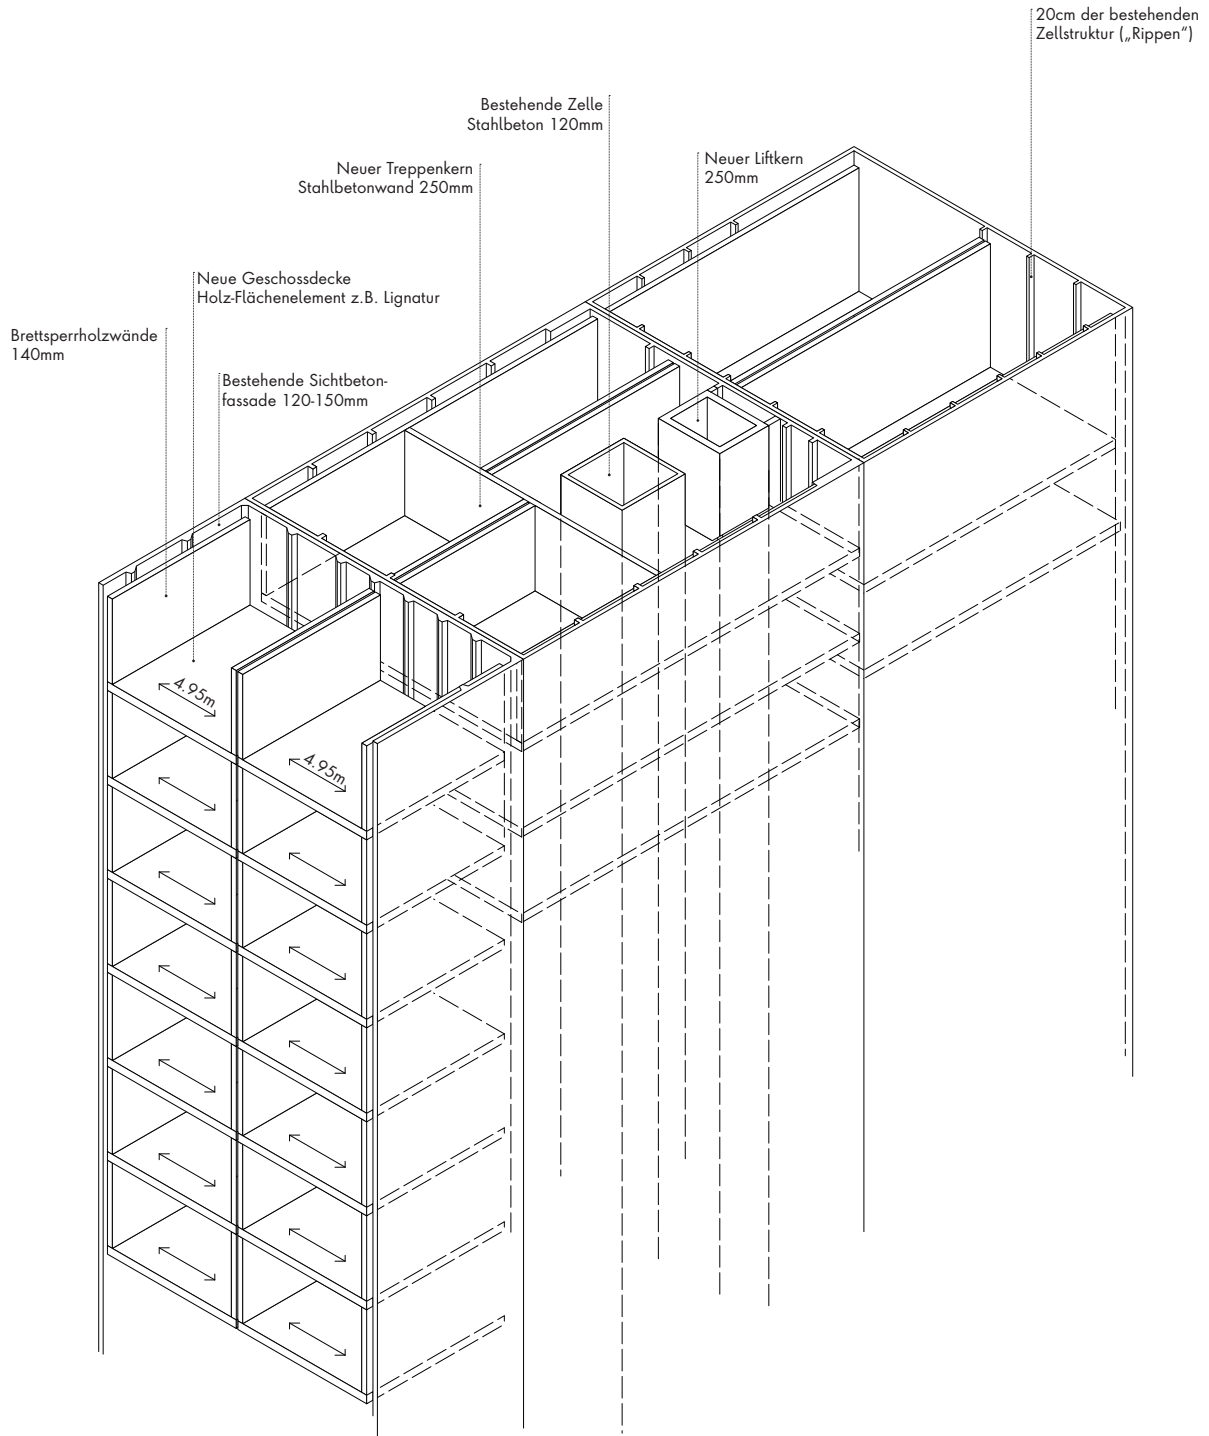 20cm der bestehenden
Zellstruktur („Rippen“)
Bestehende Zelle
Stahlbeton 120mm
Neuer Liftkern
250mm
Neuer Treppenkern
Stahlbetonwand 250mm
Neue Geschossdecke
Holz-Flächenelement z.B. Lignatur
Brettsperrholzwände
140mm
Bestehende Sichtbeton-
fassade 120-150mm
4.95m
4.95m